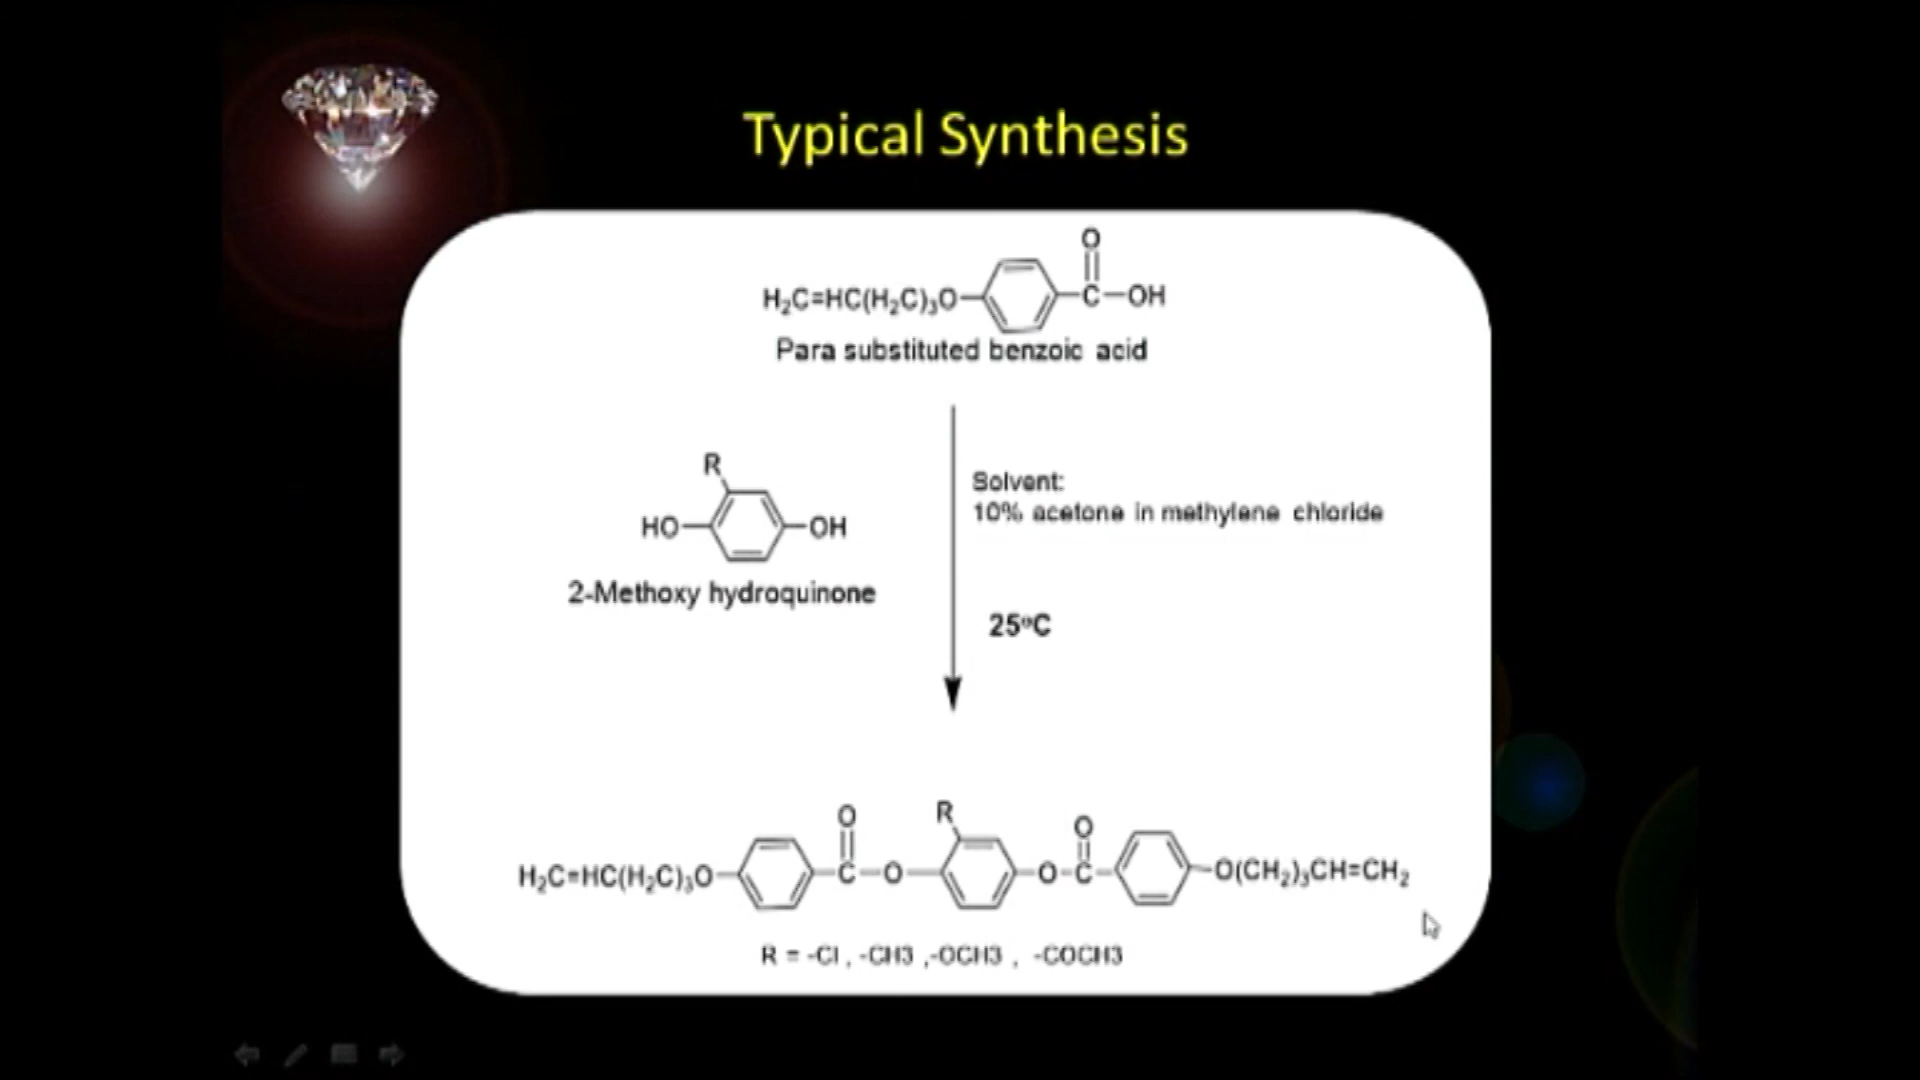 Typical Synthesis
O
H₂C=HC(H₂C)₃O C OH
Para substituted benzoic acid
R
HO OH
2-Methoxy hydroquinone
Solvent:
10% acetone in methylene chloride
25°C
O R O
H₂C=HC(H₂C)₃O C O O C O(CH₂)₃CH=CH₂
R = -Cl , -CH3 ,-OCH3 , -COCH3